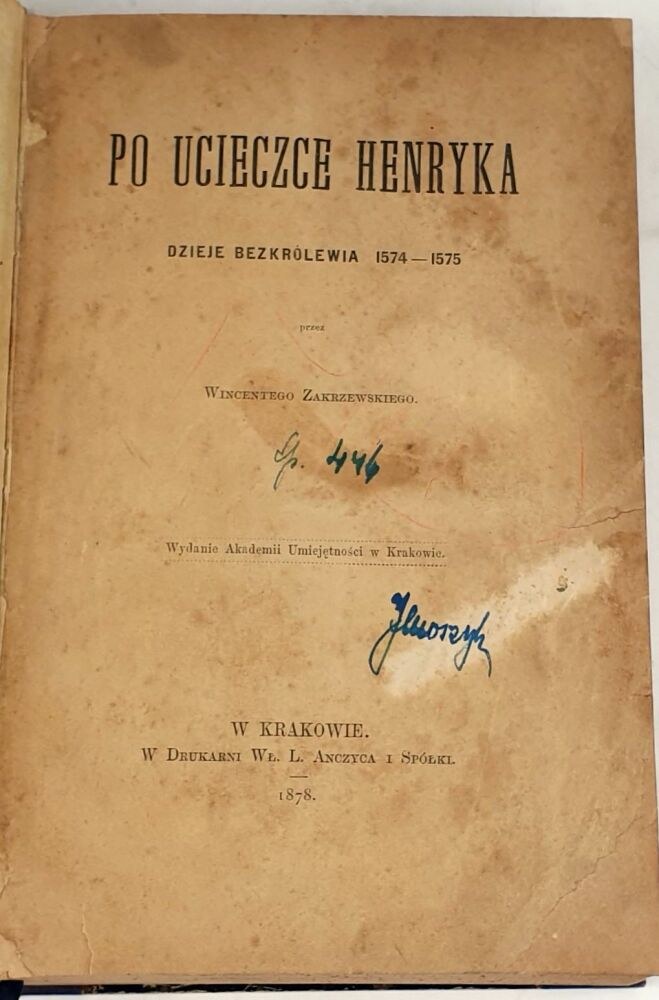 PO UCIECZCE HENRYKA
DZIEJE BEZKRÓLEWIA 1574—1575
przez
WINCENTEGO ZAKRZEWSKIEGO.
446
Wydanie Akademii Umiejętności w Krakowie.
W KRAKOWIE.
W DRUKARNI WŁ. L. ANCZYCA I SPÓŁKI.
1878.